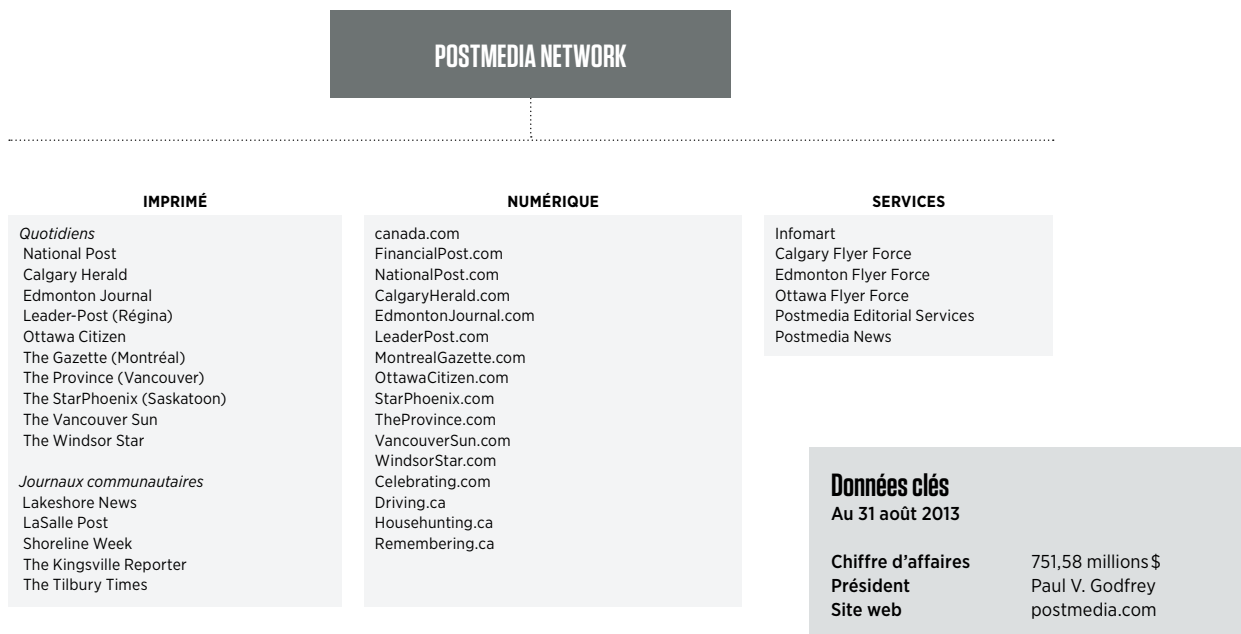 POSTMEDIA NETWORK
IMPRIMÉ
Quotidiens
National Post
Calgary Herald
Edmonton Journal
Leader-Post (Régina)
Ottawa Citizen
The Gazette (Montréal)
The Province (Vancouver)
The StarPhoenix (Saskatoon)
The Vancouver Sun
The Windsor Star
Journaux communautaires
Lakeshore News
LaSalle Post
Shoreline Week
The Kingsville Reporter
The Tilbury Times
NUMÉRIQUE
canada.com
FinancialPost.com
NationalPost.com
CalgaryHerald.com
EdmontonJournal.com
LeaderPost.com
MontrealGazette.com
OttawaCitizen.com
StarPhoenix.com
TheProvince.com
VancouverSun.com
WindsorStar.com
Celebrating.com
Driving.ca
Househunting.ca
Remembering.ca
SERVICES
Infomart
Calgary Flyer Force
Edmonton Flyer Force
Ottawa Flyer Force
Postmedia Editorial Services
Postmedia News
Données clés
Au 31 août 2013
Chiffre d'affaires 751,58 millions $
Président Paul V. Godfrey
Site web postmedia.com